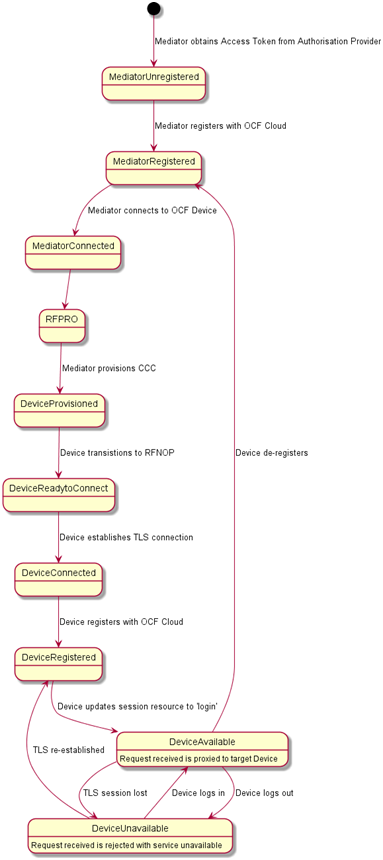 Mediator obtains Access Token from Authorisation Provider
MediatorUnregistered
Mediator registers with OCF Cloud
MediatorRegistered
Mediator connects to OCF Device
MediatorConnected
RFPRO
Mediator provisions CCC
DeviceProvisioned
Device transistions to RFNOP
Device de-registers
DeviceReadytoConnect
Device establishes TLS connection
DeviceConnected
Device registers with OCF Cloud
DeviceRegistered
Device updates session resource to 'login'
DeviceAvailable
Request received is proxied to target Device
TLS re-established
TLS session lost
Device logs in
Device logs out
DeviceUnavailable
Request received is rejected with service unavailable